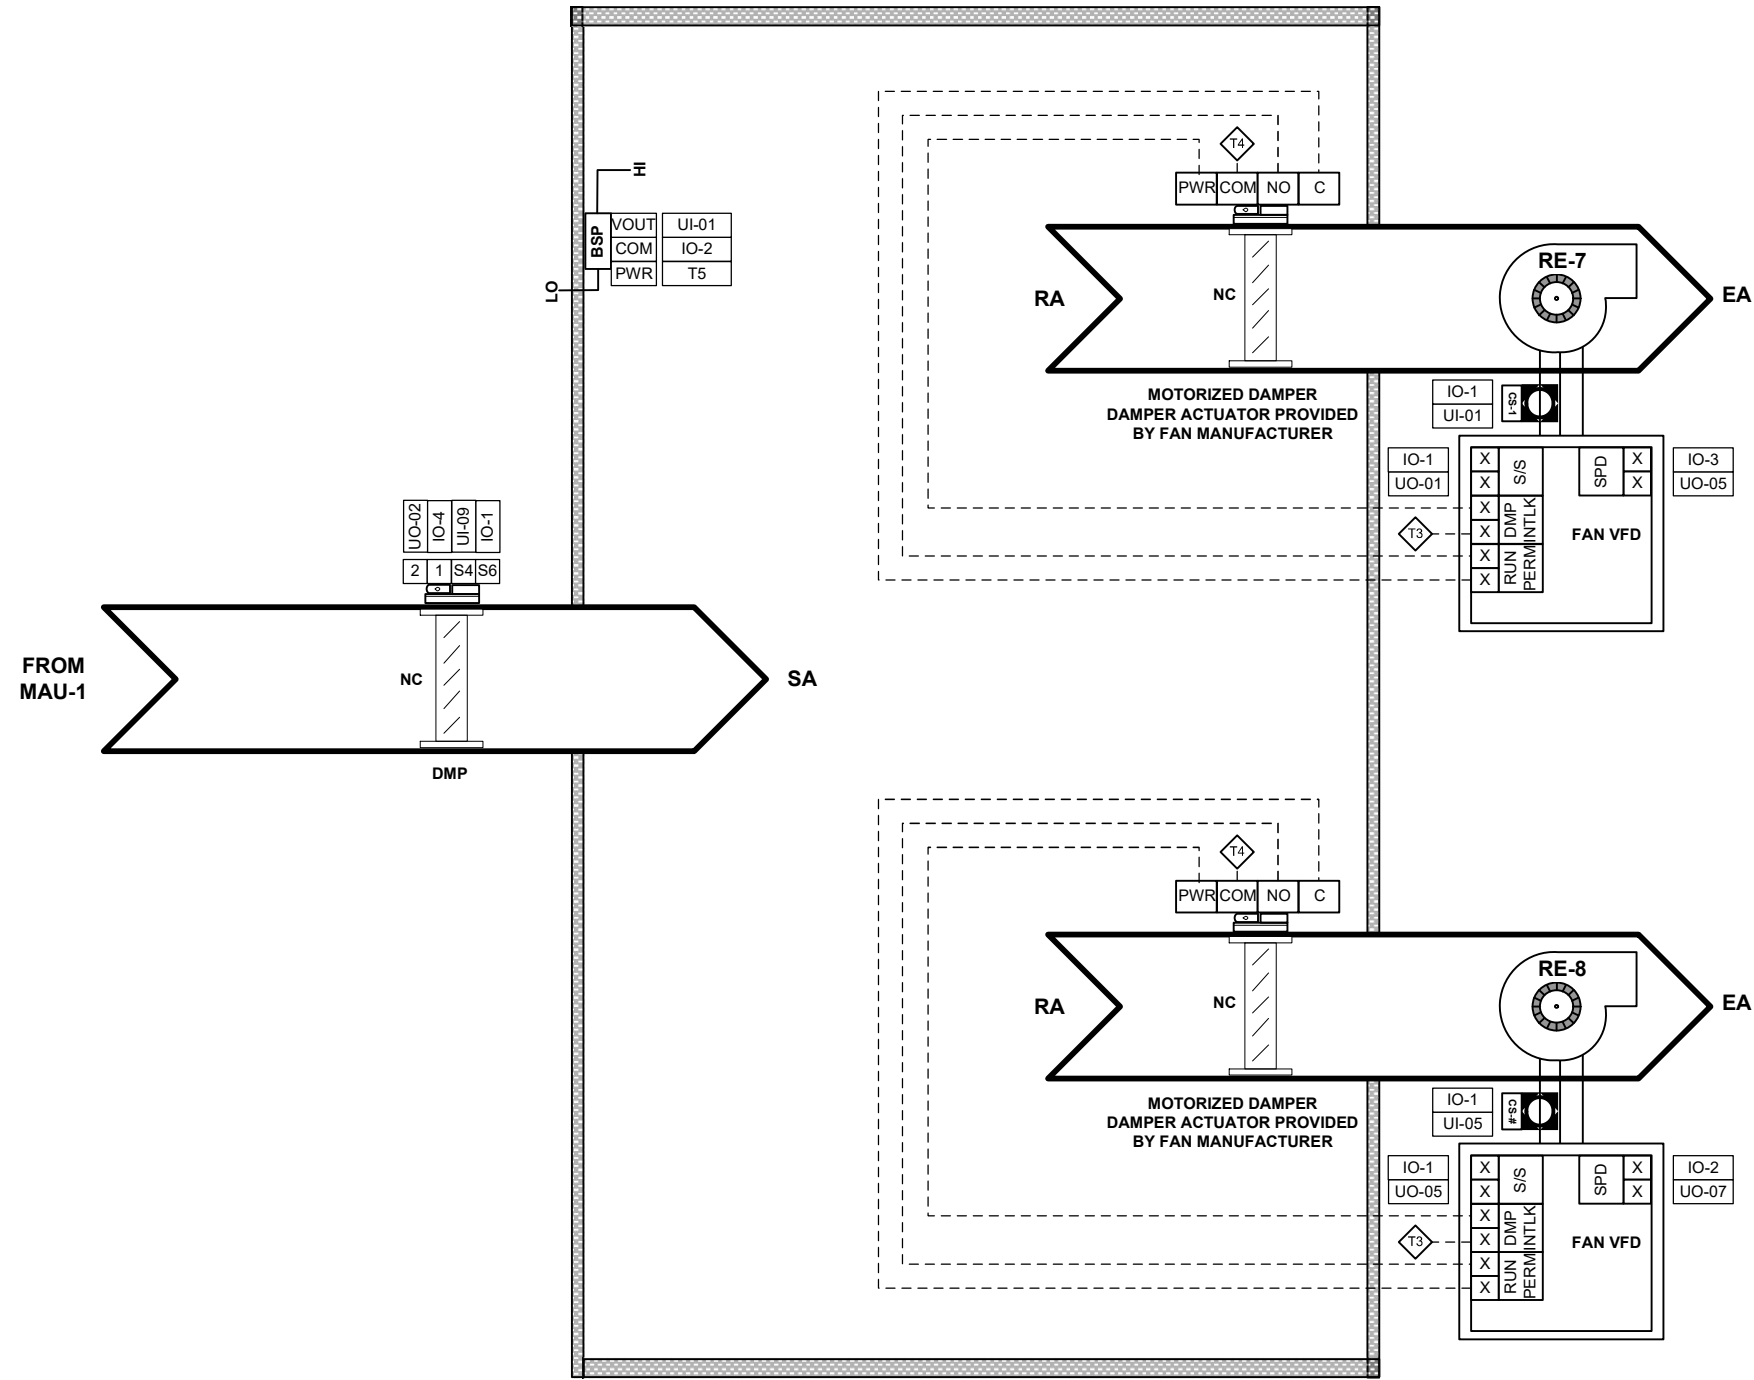 HI
BSP
VOUT UI-01
COM IO-2
PWR T5
LO
T4
PWR COM NO C
RA
NC
RE-7
EA
MOTORIZED DAMPER
DAMPER ACTUATOR PROVIDED
BY FAN MANUFACTURER
IO-1
UI-01
CS-1
IO-1
UO-01
X
X
S/S
X
X
DMP
INTLK
X
X
RUN
PERM
SPD
X
X
IO-3
UO-05
T3
FAN VFD
UO-02
IO-4
UI-09
IO-1
2 1 S4 S6
FROM
MAU-1
NC
SA
DMP
T4
PWR COM NO C
RA
NC
RE-8
EA
MOTORIZED DAMPER
DAMPER ACTUATOR PROVIDED
BY FAN MANUFACTURER
IO-1
UI-05
CS-#
IO-1
UO-05
X
X
S/S
X
X
DMP
INTLK
X
X
RUN
PERM
SPD
X
X
IO-2
UO-07
T3
FAN VFD